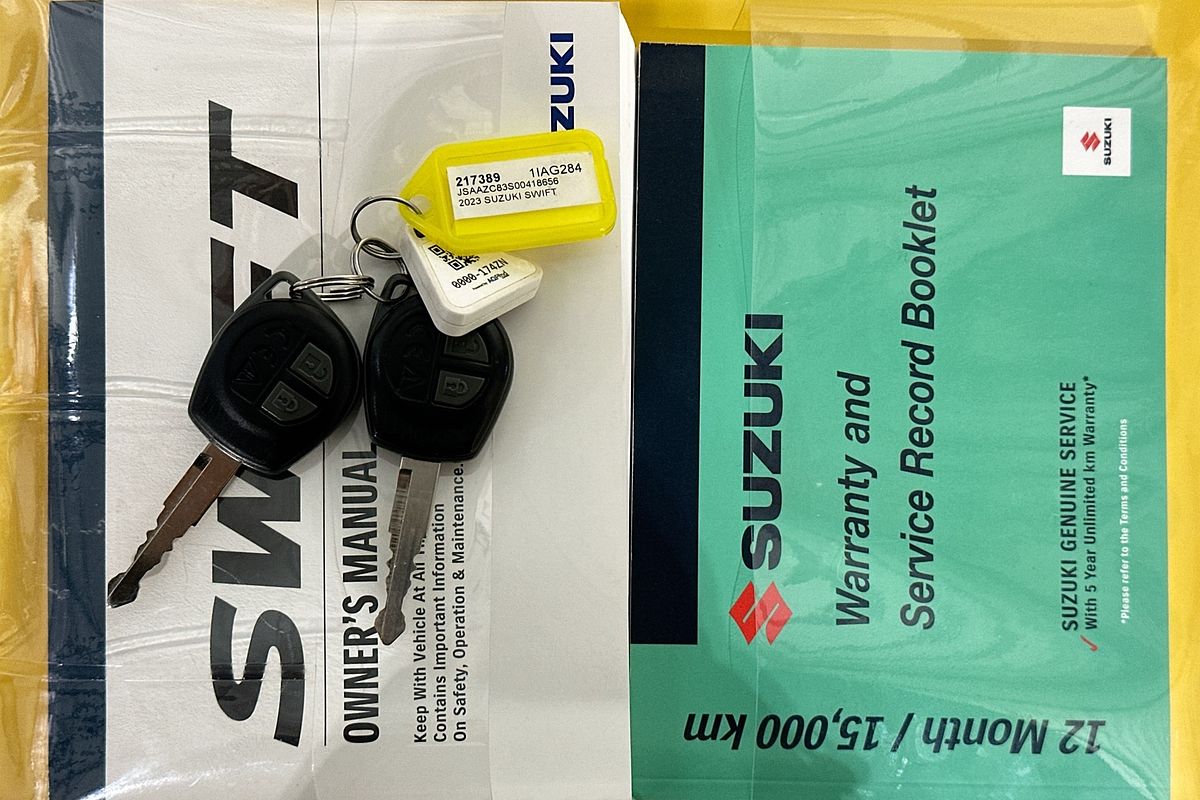 SWIFT
OWNER'S MANUAL
Keep With Vehicle At All
Contains Important Information
On Safety, Operation & Maintenance.
217389 1IAG284
JSAAZC83S00418656
2023 SUZUKI SWIFT
0000-174ZN
SUZUKI
Warranty and
Service Record Booklet
SUZUKI GENUINE SERVICE
With 5 Year Unlimited km Warranty*
*Please refer to the Terms and Conditions
SUZUKI
12 Month / 15,000 km